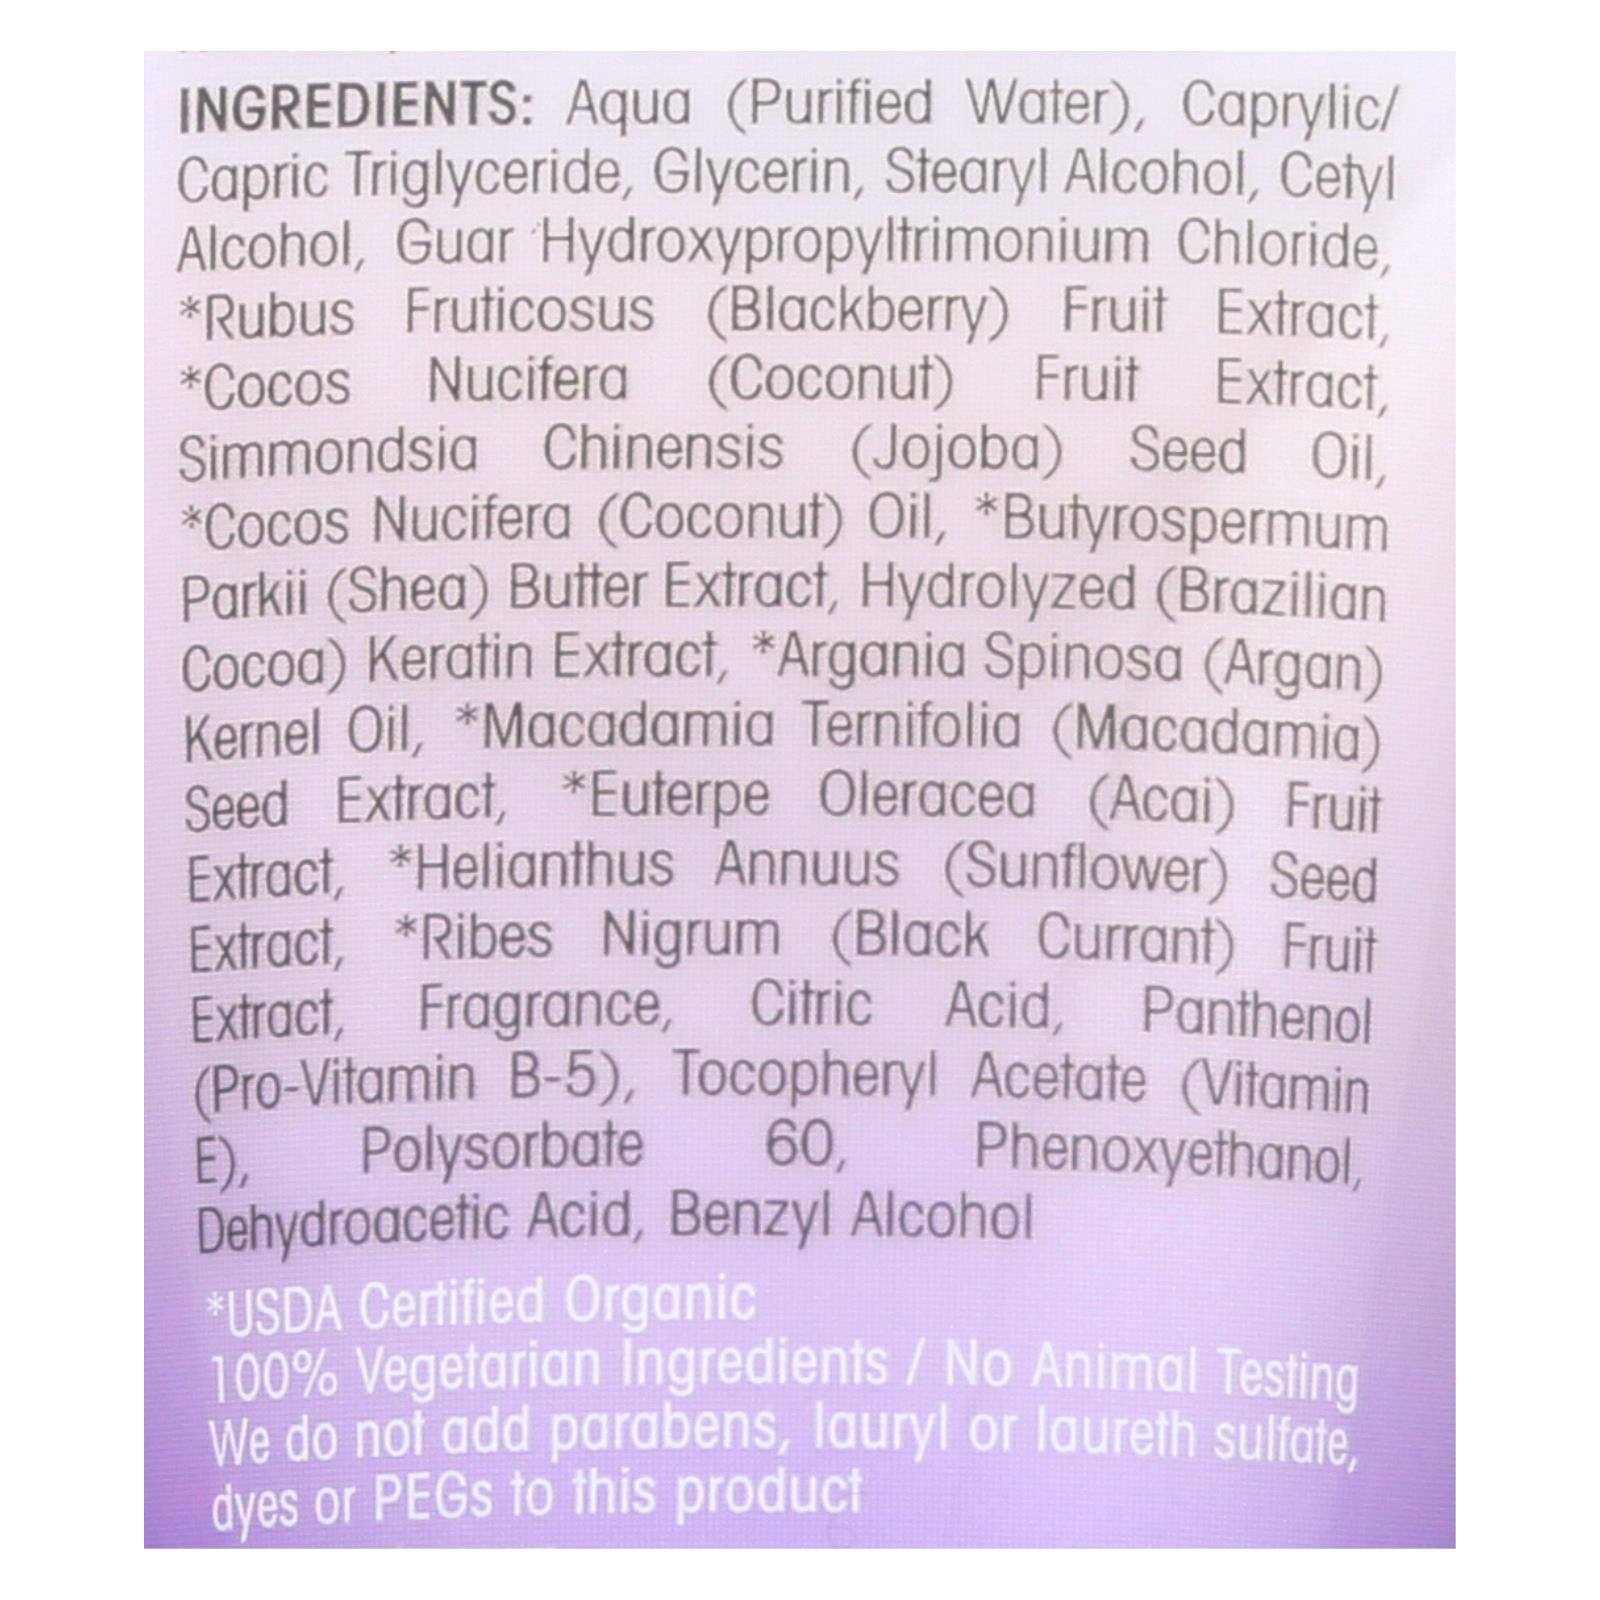 INGREDIENTS: Aqua (Purified Water), Caprylic/
Capric Triglyceride, Glycerin, Stearyl Alcohol, Cetyl
Alcohol, Guar Hydroxypropyltrimonium Chloride,
*Rubus Fruticosus (Blackberry) Fruit Extract,
*Cocos Nucifera (Coconut) Fruit Extract,
Simmondsia Chinensis (Jojoba) Seed Oil,
*Cocos Nucifera (Coconut) Oil, *Butyrospermum
Parkii (Shea) Butter Extract, Hydrolyzed (Brazilian
Cocoa) Keratin Extract, *Argania Spinosa (Argan)
Kernel Oil, *Macadamia Ternifolia (Macadamia)
Seed Extract, *Euterpe Oleracea (Acai) Fruit
Extract, *Helianthus Annuus (Sunflower) Seed
Extract, *Ribes Nigrum (Black Currant) Fruit
Extract, Fragrance, Citric Acid, Panthenol
(Pro-Vitamin B-5), Tocopheryl Acetate (Vitamin
E), Polysorbate 60, Phenoxyethanol,
Dehydroacetic Acid, Benzyl Alcohol
*USDA Certified Organic
100% Vegetarian Ingredients / No Animal Testing
We do not add parabens, lauryl or laureth sulfate,
dyes or PEGs to this product